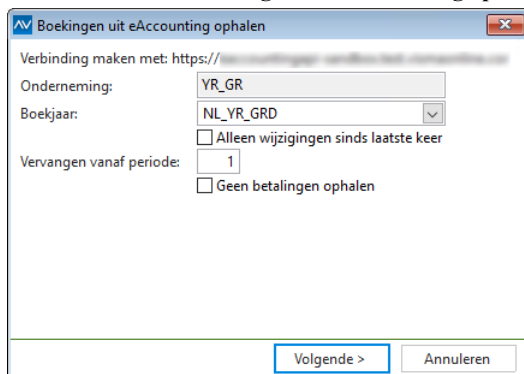 Boekingen uit eAccounting ophalen
Verbinding maken met: https://
Onderneming: YR_GR
Boekjaar: NL_YR_GRD
Alleen wijzigingen sinds laatste keer
Vervangen vanaf periode: 1
Geen betalingen ophalen
Volgende > Annuleren